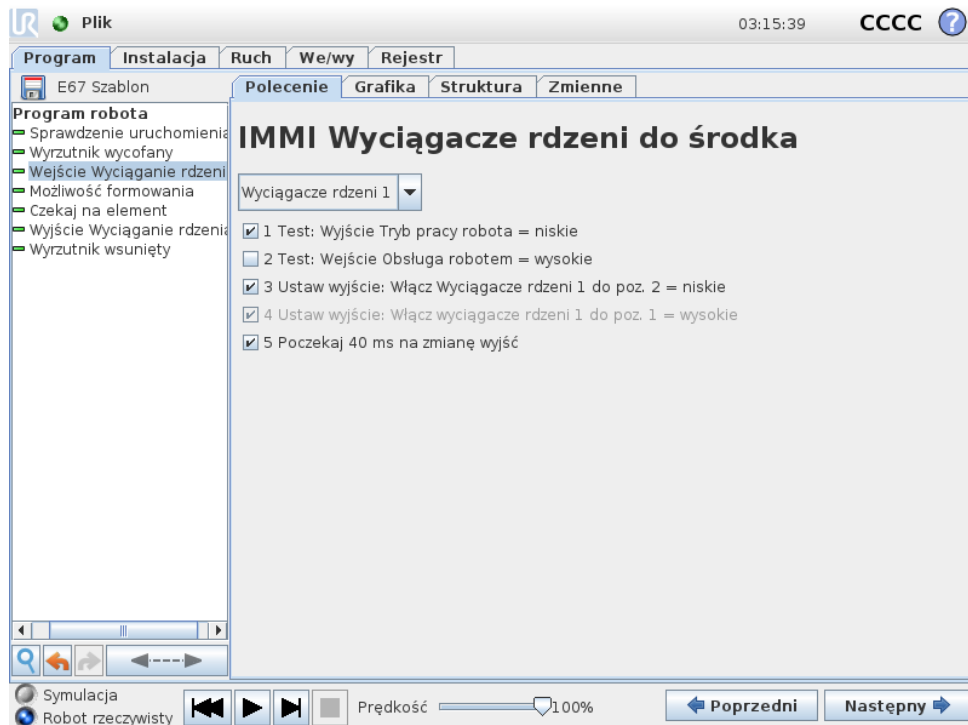 UR Plik 03:15:39 CCCC ?
Program Instalacja Ruch We/wy Rejestr
E67 Szablon
Polecenie Grafika Struktura Zmienne
Program robota
Sprawdzenie uruchomienia
Wyrzutnik wycofany
Wejście Wyciąganie rdzeni
Możliwość formowania
Czekaj na element
Wyjście Wyciąganie rdzenia
Wyrzutnik wsunięty
IMMI Wyciągacze rdzeni do środka
Wyciągacze rdzeni 1
1 Test: Wyjście Tryb pracy robota = niskie
2 Test: Wejście Obsługa robotem = wysokie
3 Ustaw wyjście: Włącz Wyciągacze rdzeni 1 do poz. 2 = niskie
4 Ustaw wyjście: Włącz wyciągacze rdzeni 1 do poz. 1 = wysokie
5 Poczekaj 40 ms na zmianę wyjść
Symulacja
Robot rzeczywisty
Prędkość 100%
Poprzedni Następny